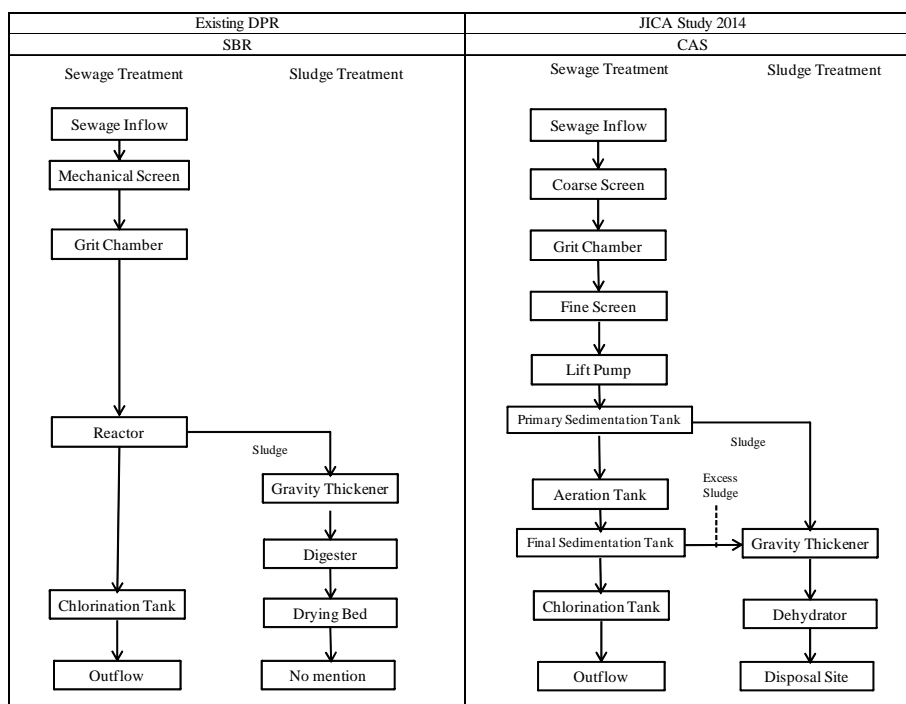 Existing DPR
JICA Study 2014
SBR
CAS
Sewage Treatment
Sludge Treatment
Sewage Inflow
Mechanical Screen
Grit Chamber
Reactor
Sludge
Gravity Thickener
Digester
Chlorination Tank
Drying Bed
Outflow
No mention
Sewage Treatment
Sludge Treatment
Sewage Inflow
Coarse Screen
Grit Chamber
Fine Screen
Lift Pump
Primary Sedimentation Tank
Sludge
Aeration Tank
Excess
Sludge
Final Sedimentation Tank
Gravity Thickener
Chlorination Tank
Dehydrator
Outflow
Disposal Site